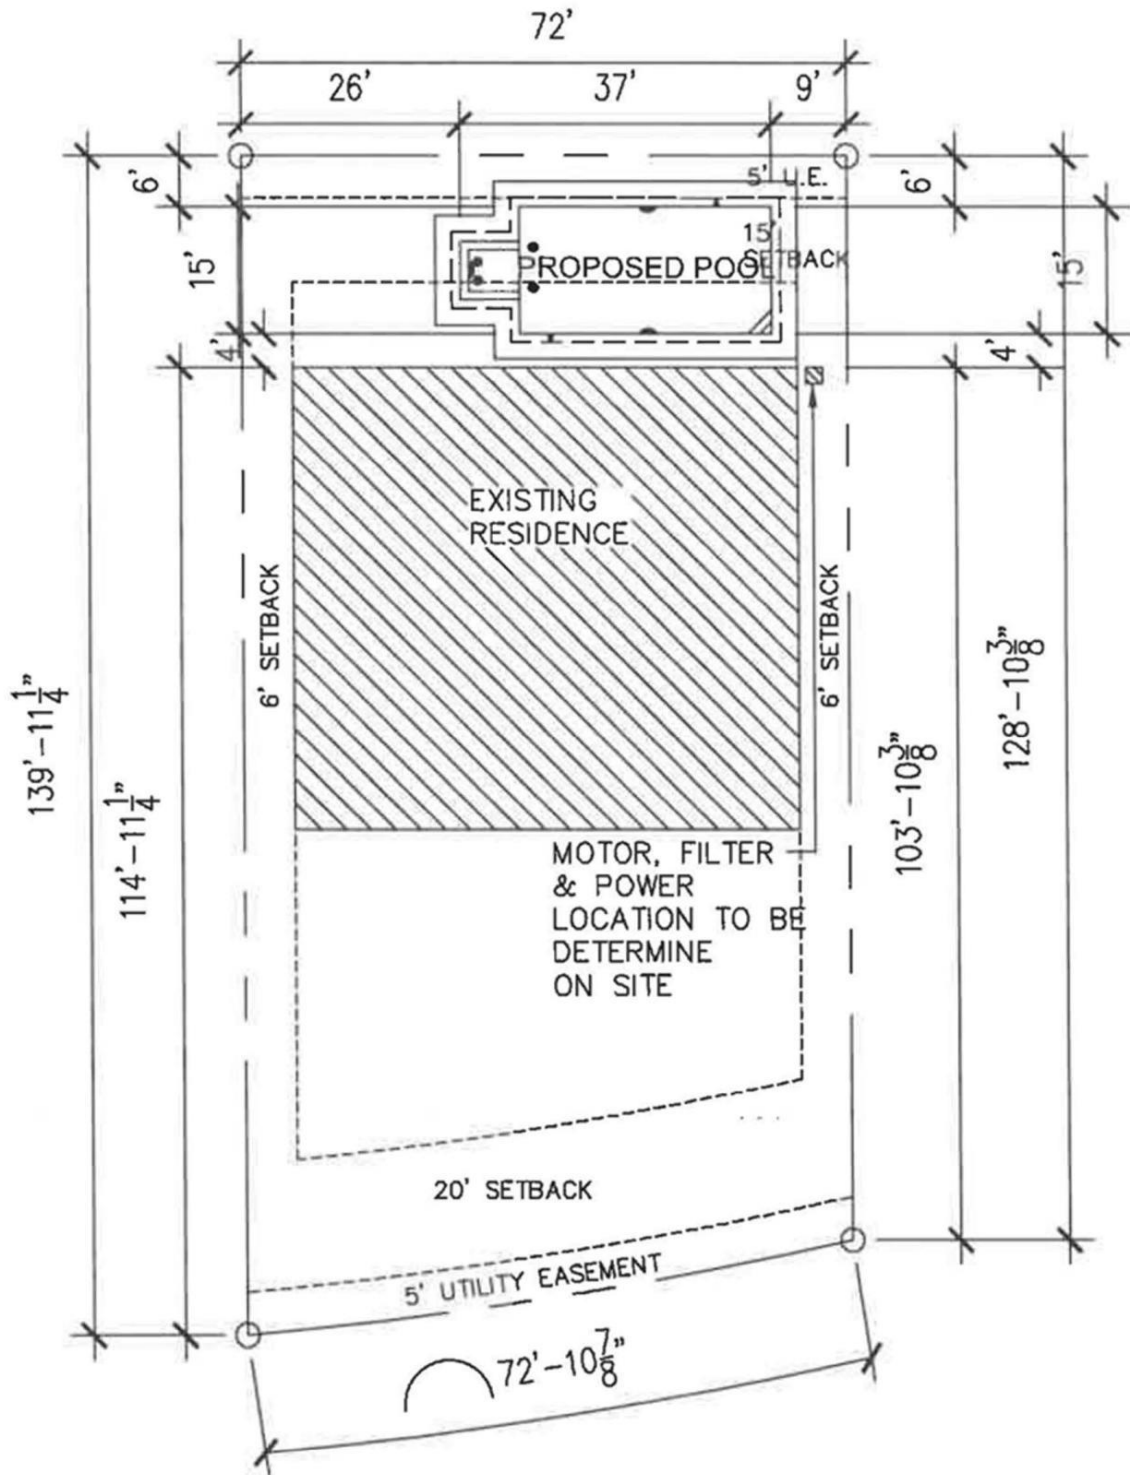 72'
26' 37' 9'
6'
5' U.E.
6'
15'
15'
SETBACK
PROPOSED POOL
15'
4'
4'
EXISTING
RESIDENCE
6' SETBACK
6' SETBACK
139'-11 1/4"
114'-11 1/4"
103'-10 3/8"
128'-10 3/8"
MOTOR, FILTER
& POWER
LOCATION TO BE
DETERMINE
ON SITE
20' SETBACK
5' UTILITY EASEMENT
72'-10 7/8"